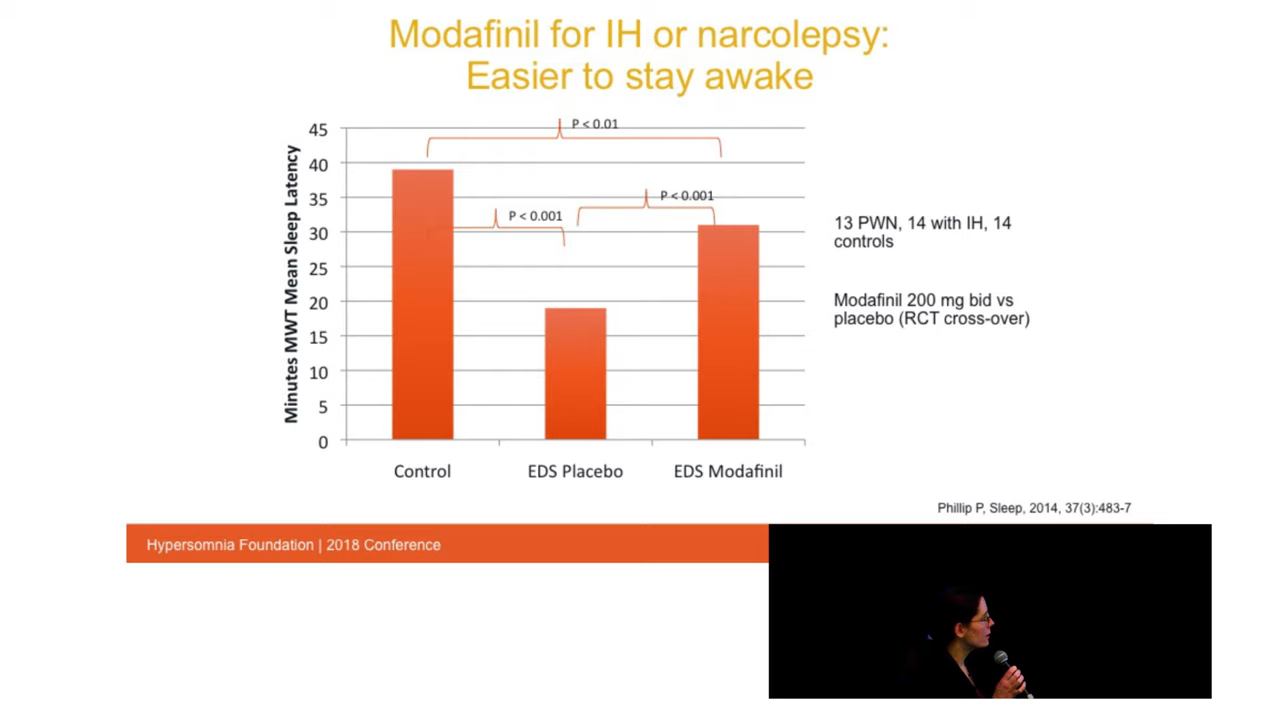 Modafinil for IH or narcolepsy:
Easier to stay awake
Minutes MWT Mean Sleep Latency
45
40
35
30
25
20
15
10
5
0
P < 0.01
P < 0.001
P < 0.001
Control
EDS Placebo
EDS Modafinil
13 PWN, 14 with IH, 14
controls
Modafinil 200 mg bid vs
placebo (RCT cross-over)
Phillip P, Sleep, 2014, 37(3):483-7
Hypersomnia Foundation | 2018 Conference